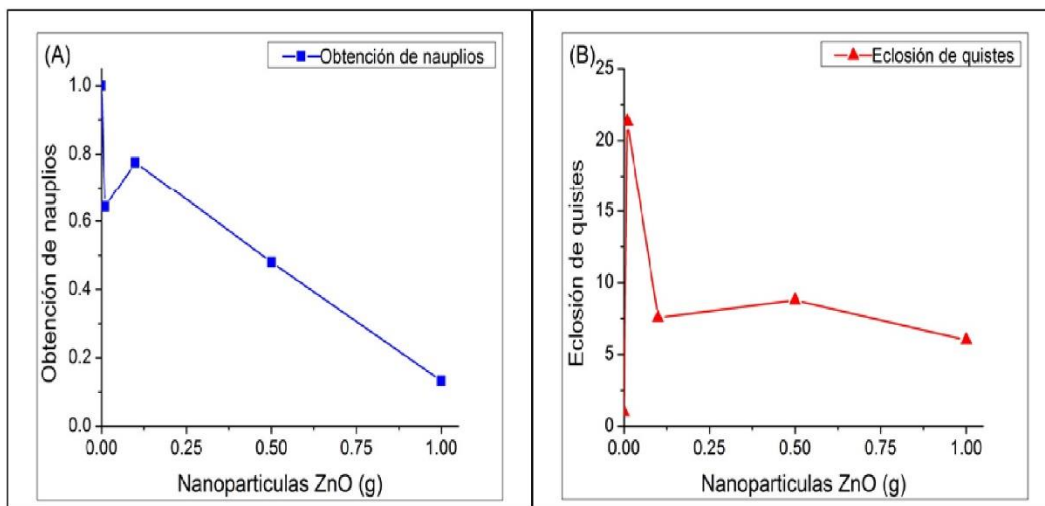 (A)
Obtención de nauplios
1.0
0.8
0.6
0.4
0.2
0.0
Obtención de nauplios
0.00 0.25 0.50 0.75 1.00
Nanoparticulas ZnO (g)
(B)
Eclosión de quistes
25
20
15
10
5
0
Eclosión de quistes
0.00 0.25 0.50 0.75 1.00
Nanoparticulas ZnO (g)